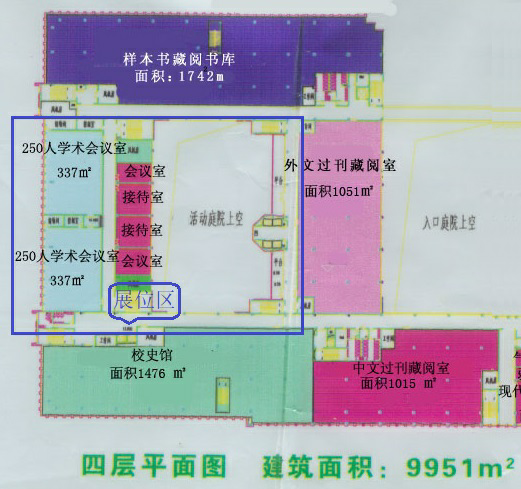 样本书藏阅书库
面积:1742㎡
250人学术会议室
337㎡
会议室
接待室
接待室
会议室
250人学术会议室
337㎡
展位区
活动庭院上空
外文过刊藏阅室
面积1051㎡
入口庭院上空
校史馆
面积1476 ㎡
中文过刊藏阅室
面积1015 ㎡
现代
四层平面图 建筑面积: 9951m²